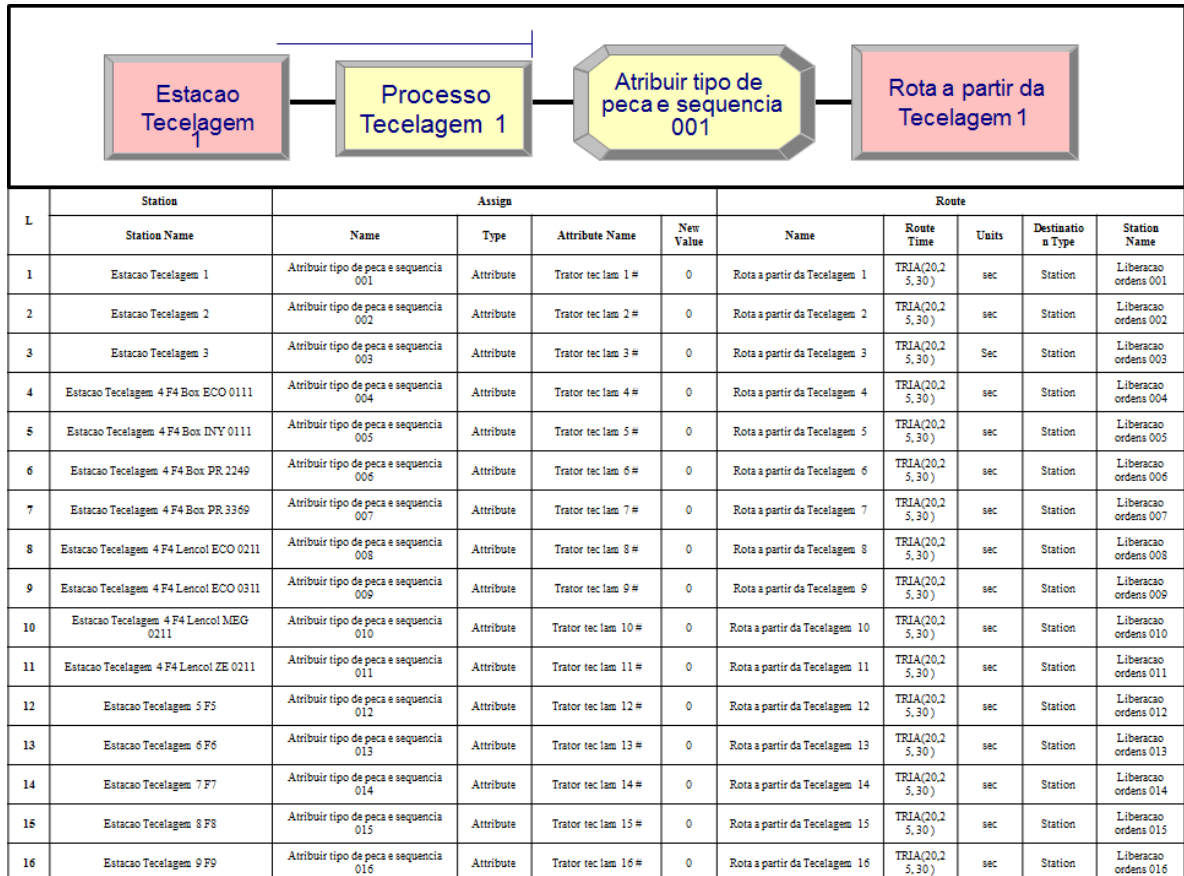 Estacao
Tecelagem
1
Processo
Tecelagem 1
Atribuir tipo de
peca e sequencia
001
Rota a partir da
Tecelagem 1
L Station Assign Route
Station Name Name Type Attribute Name New Value Name Route Time Units Destinatio n Type Station Name
1 Estacao Tecelagem 1 Atribuir tipo de peca e sequencia 001 Attribute Trator tec lam 1 # 0 Rota a partir da Tecelagem 1 TRIA(20,2 5, 30 ) sec Station Liberacao ordens 001
2 Estacao Tecelagem 2 Atribuir tipo de peca e sequencia 002 Attribute Trator tec lam 2 # 0 Rota a partir da Tecelagem 2 TRIA(20,2 5, 30 ) sec Station Liberacao ordens 002
3 Estacao Tecelagem 3 Atribuir tipo de peca e sequencia 003 Attribute Trator tec lam 3 # 0 Rota a partir da Tecelagem 3 TRIA(20,2 5, 30 ) Sec Station Liberacao ordens 003
4 Estacao Tecelagem 4 F4 Box ECO 0111 Atribuir tipo de peca e sequencia 004 Attribute Trator tec lam 4 # 0 Rota a partir da Tecelagem 4 TRIA(20,2 5, 30 ) sec Station Liberacao ordens 004
5 Estacao Tecelagem 4 F4 Box INY 0111 Atribuir tipo de peca e sequencia 005 Attribute Trator tec lam 5 # 0 Rota a partir da Tecelagem 5 TRIA(20,2 5, 30 ) sec Station Liberacao ordens 005
6 Estacao Tecelagem 4 F4 Box PR 2249 Atribuir tipo de peca e sequencia 006 Attribute Trator tec lam 6 # 0 Rota a partir da Tecelagem 6 TRIA(20,2 5, 30 ) sec Station Liberacao ordens 006
7 Estacao Tecelagem 4 F4 Box PR 3369 Atribuir tipo de peca e sequencia 007 Attribute Trator tec lam 7 # 0 Rota a partir da Tecelagem 7 TRIA(20,2 5, 30 ) sec Station Liberacao ordens 007
8 Estacao Tecelagem 4 F4 Lencol ECO 0211 Atribuir tipo de peca e sequencia 008 Attribute Trator tec lam 8 # 0 Rota a partir da Tecelagem 8 TRIA(20,2 5, 30 ) sec Station Liberacao ordens 008
9 Estacao Tecelagem 4 F4 Lencol ECO 0311 Atribuir tipo de peca e sequencia 009 Attribute Trator tec lam 9 # 0 Rota a partir da Tecelagem 9 TRIA(20,2 5, 30 ) sec Station Liberacao ordens 009
10 Estacao Tecelagem 4 F4 Lencol MEG 0211 Atribuir tipo de peca e sequencia 010 Attribute Trator tec lam 10 # 0 Rota a partir da Tecelagem 10 TRIA(20,2 5, 30 ) sec Station Liberacao ordens 010
11 Estacao Tecelagem 4 F4 Lencol ZE 0211 Atribuir tipo de peca e sequencia 011 Attribute Trator tec lam 11 # 0 Rota a partir da Tecelagem 11 TRIA(20,2 5, 30 ) sec Station Liberacao ordens 011
12 Estacao Tecelagem 5 F5 Atribuir tipo de peca e sequencia 012 Attribute Trator tec lam 12 # 0 Rota a partir da Tecelagem 12 TRIA(20,2 5, 30 ) sec Station Liberacao ordens 012
13 Estacao Tecelagem 6 F6 Atribuir tipo de peca e sequencia 013 Attribute Trator tec lam 13 # 0 Rota a partir da Tecelagem 13 TRIA(20,2 5, 30 ) sec Station Liberacao ordens 013
14 Estacao Tecelagem 7 F7 Atribuir tipo de peca e sequencia 014 Attribute Trator tec lam 14 # 0 Rota a partir da Tecelagem 14 TRIA(20,2 5, 30 ) sec Station Liberacao ordens 014
15 Estacao Tecelagem 8 F8 Atribuir tipo de peca e sequencia 015 Attribute Trator tec lam 15 # 0 Rota a partir da Tecelagem 15 TRIA(20,2 5, 30 ) sec Station Liberacao ordens 015
16 Estacao Tecelagem 9 F9 Atribuir tipo de peca e sequencia 016 Attribute Trator tec lam 16 # 0 Rota a partir da Tecelagem 16 TRIA(20,2 5, 30 ) sec Station Liberacao ordens 016